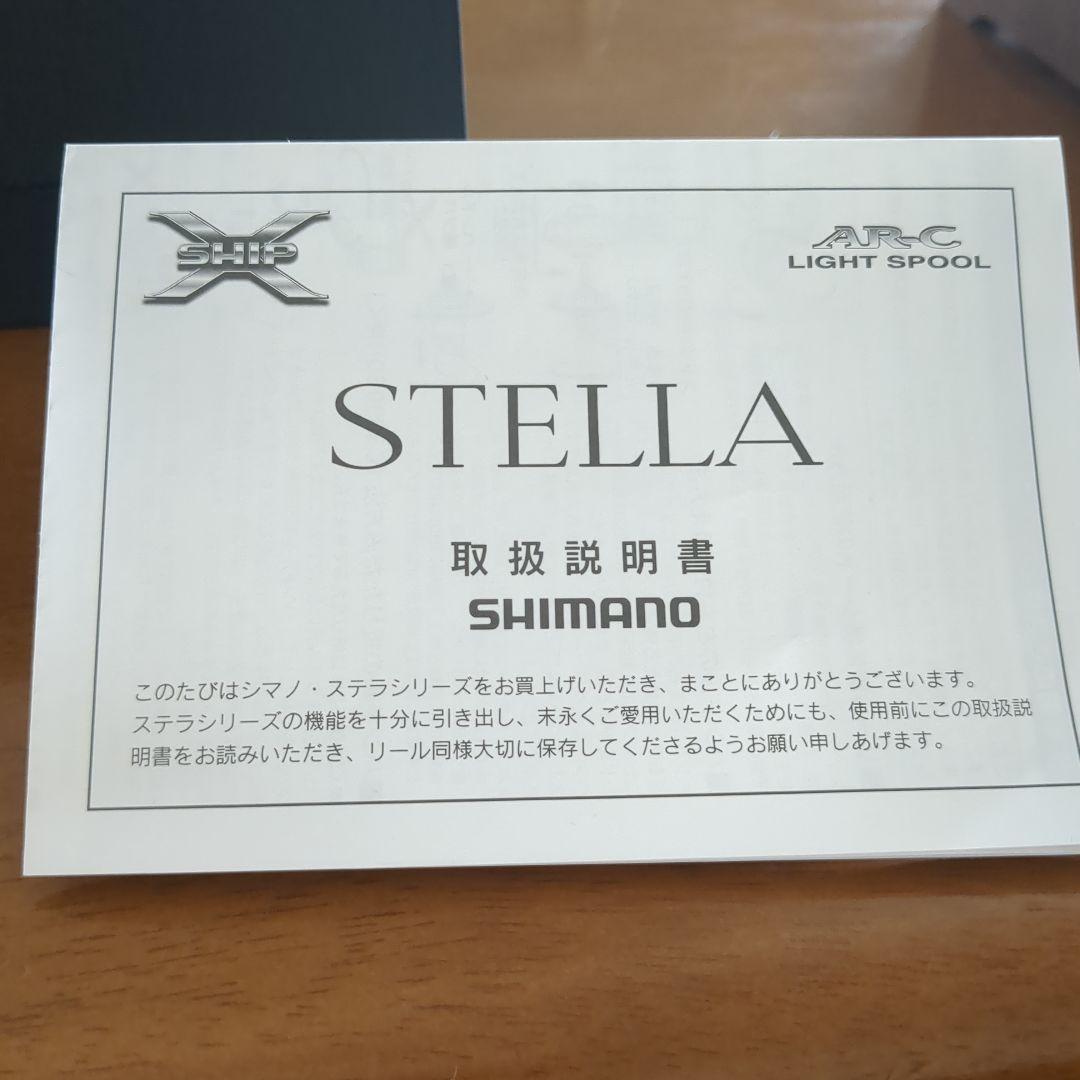 X SHIP
AR-C
LIGHT SPOOL
STELLA
取扱説明書
SHIMANO
このたびはシマノ・ステラシリーズをお買上げいただき、まことにありがとうございます。
ステラシリーズの機能を十分に引き出し、末永くご愛用いただくためにも、使用前にこの取扱説
明書をお読みいただき、リール同様大切に保存してくださるようお願い申しあげます。